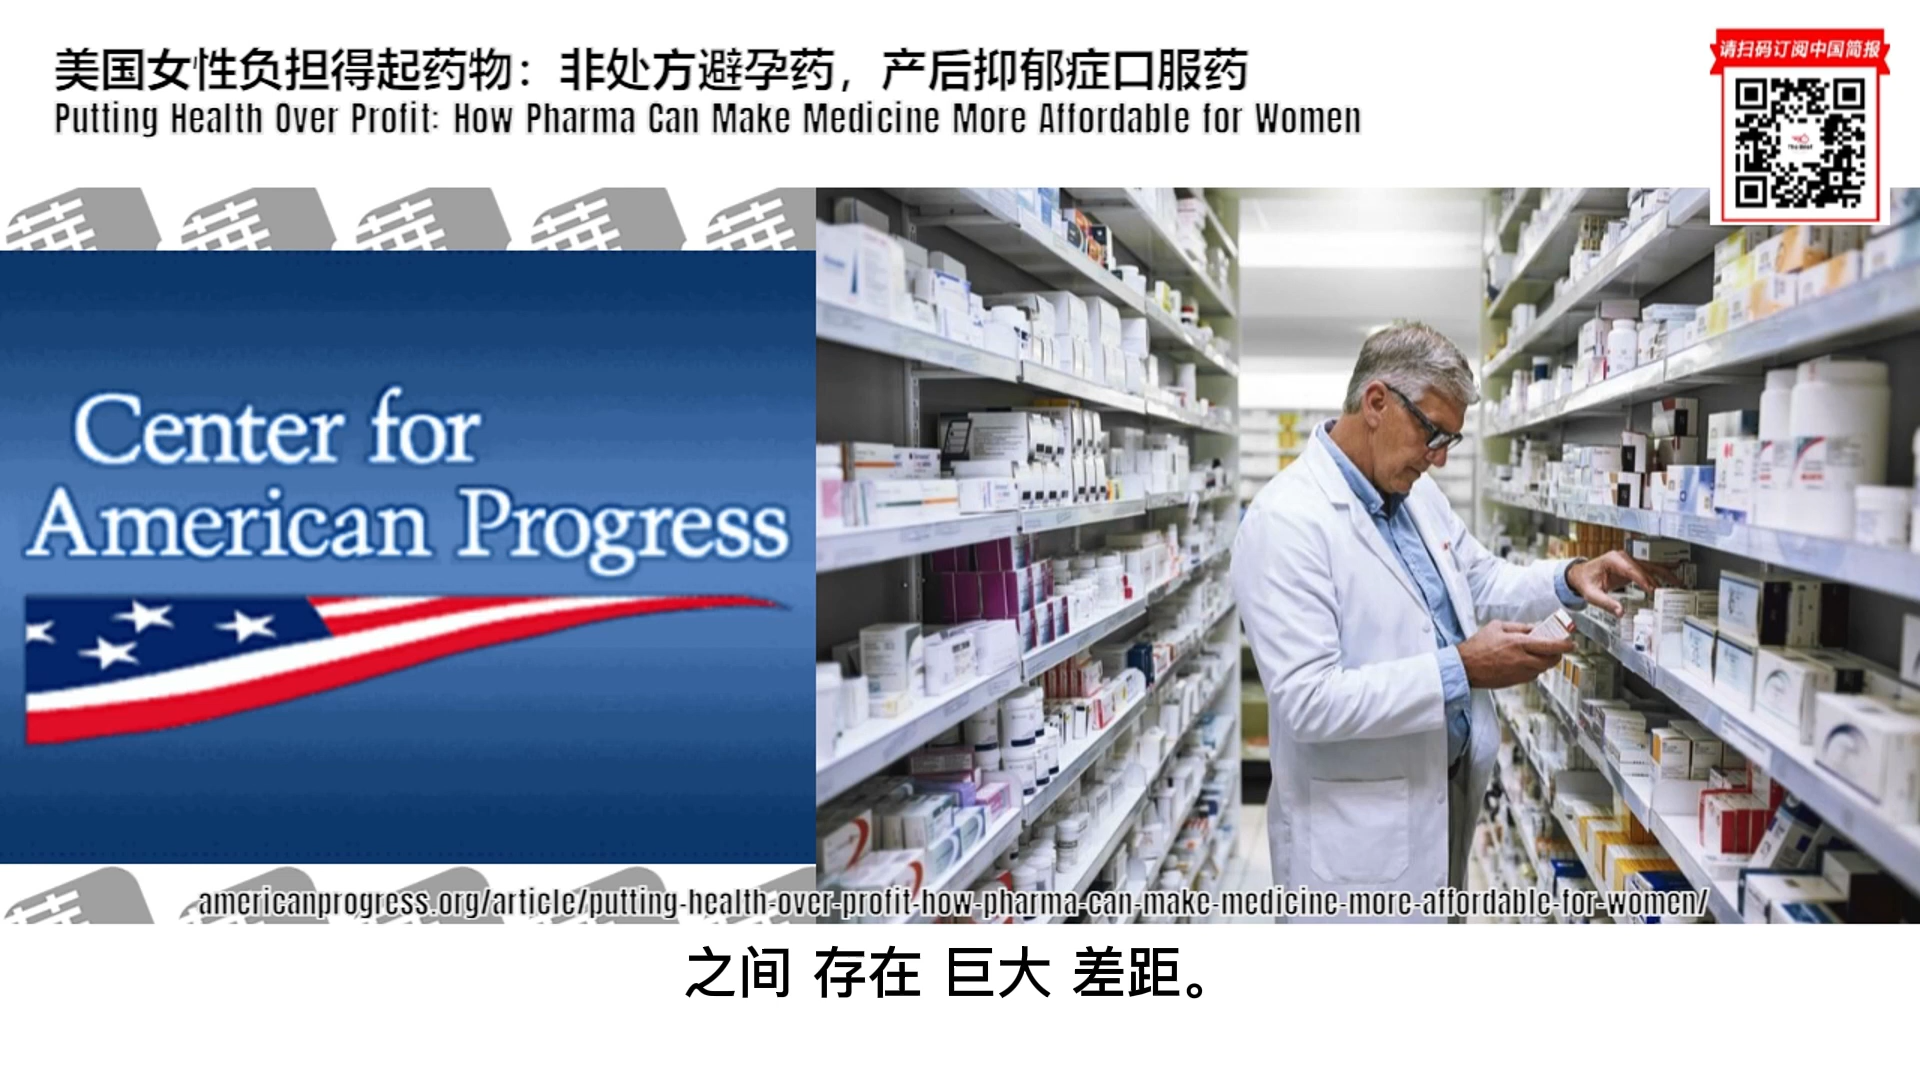 美国女性负担得起药物：非处方避孕药，产后抑郁症口服药
Putting Health Over Profit: How Pharma Can Make Medicine More Affordable for Women
请扫码订阅中国简报
Center for
American Progress
americanprogress.org/article/putting-health-over-profit-how-pharma-can-make-medicine-more-affordable-for-women/
之间 存在 巨大 差距。